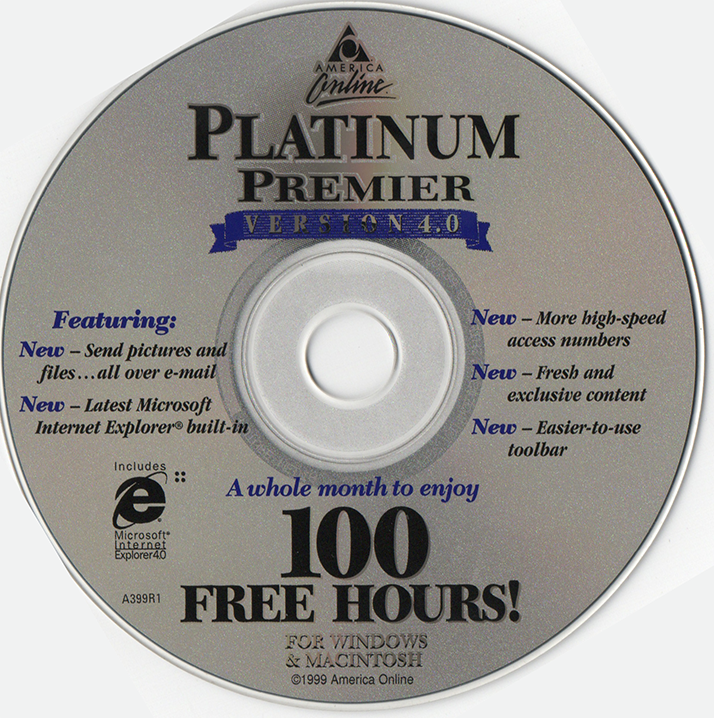 AMERICA
Online
PLATINUM
PREMIER
VERSION 4.0
Featuring:
New – Send pictures and
files...all over e-mail
New – Latest Microsoft
Internet Explorer® built-in
New – More high-speed
access numbers
New – Fresh and
exclusive content
New – Easier-to-use
toolbar
Includes
Microsoft®
Internet
Explorer4.0
A whole month to enjoy
100
FREE HOURS!
A399R1
FOR WINDOWS
& MACINTOSH
©1999 America Online